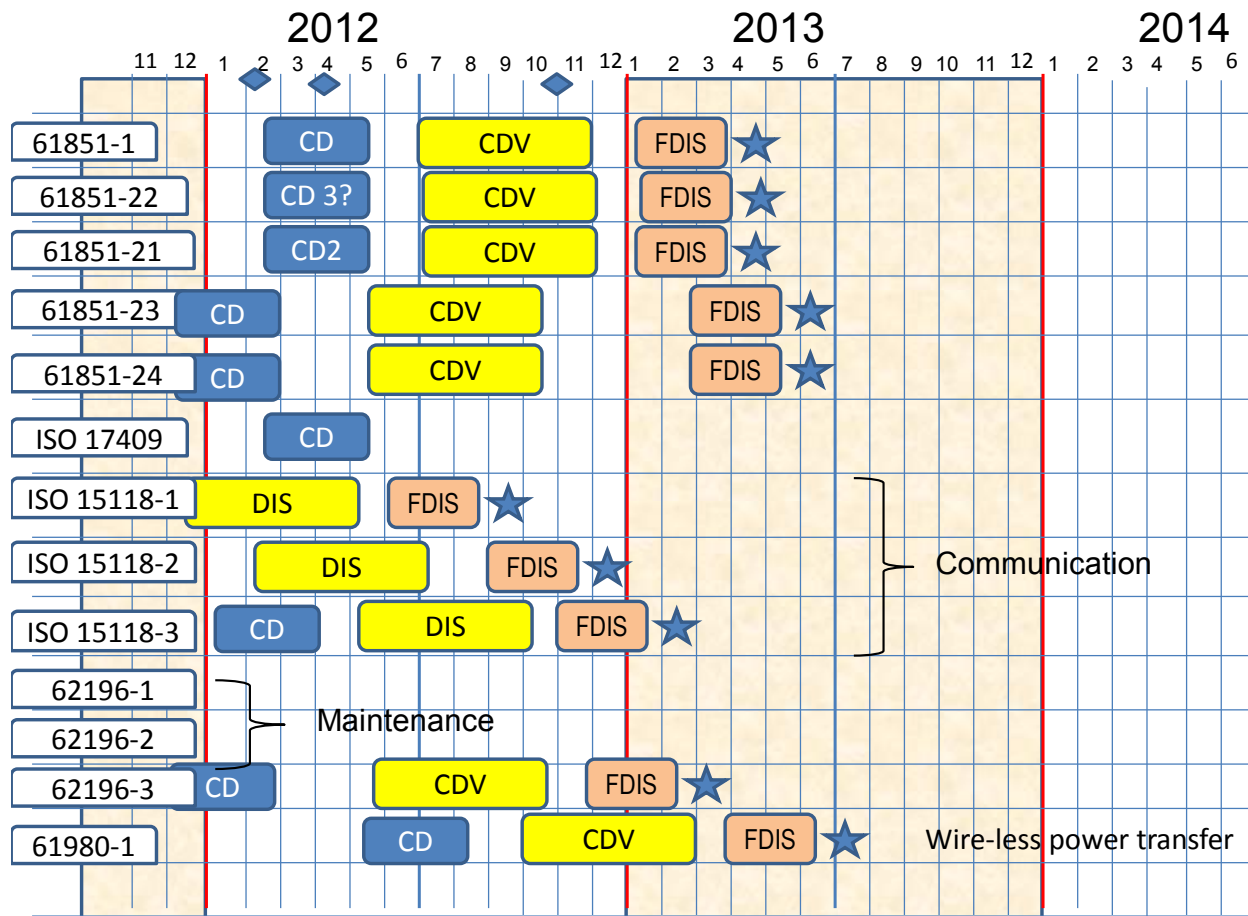 2012 2013 2014
11 12 1 2 3 4 5 6 7 8 9 10 11 12 1 2 3 4 5 6 7 8 9 10 11 12 1 2 3 4 5 6
61851-1 CD CDV FDIS
61851-22 CD 3? CDV FDIS
61851-21 CD2 CDV FDIS
61851-23 CD CDV FDIS
61851-24 CD CDV FDIS
ISO 17409 CD
ISO 15118-1 DIS FDIS
ISO 15118-2 DIS FDIS Communication
ISO 15118-3 CD DIS FDIS
62196-1
Maintenance
62196-2
62196-3 CD CDV FDIS
61980-1 CD CDV FDIS Wire-less power transfer